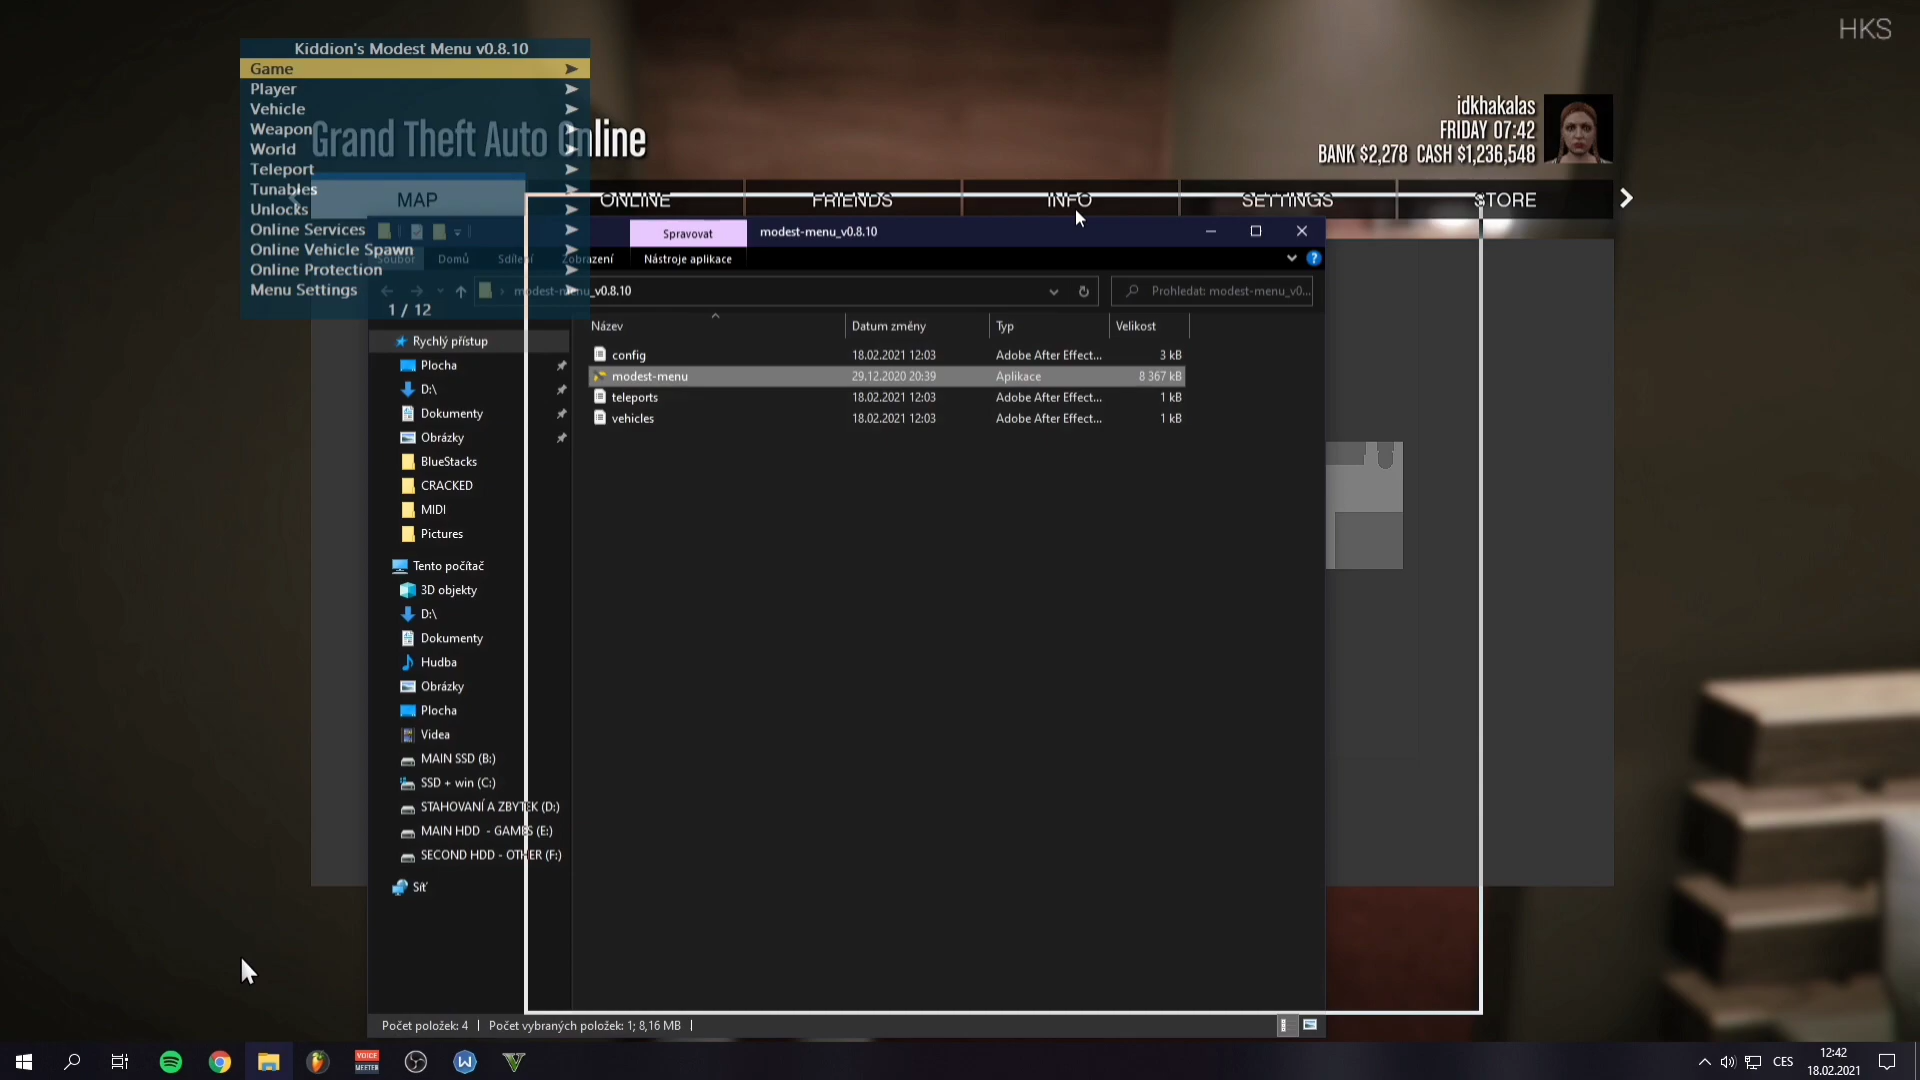 HKS
Kiddion's Modest Menu v0.8.10
Game
Player
Vehicle
Weapon
World
Teleport
Tunables
Unlocks
Online Services
Online Vehicle Spawn
Online Protection
Menu Settings
1 / 12
Grand Theft Auto Online
idkhakalas
FRIDAY 07:42
BANK $2,278 CASH $1,236,548
MAP
ONLINE
FRIENDS
INFO
SETTINGS
STORE
Spravovat
modest-menu_v0.8.10
Soubor
Domů
Sdílení
Zobrazení
Nástroje aplikace
modest-menu_v0.8.10
Prohledat: modest-menu_v0...
Název
Datum změny
Typ
Velikost
config 18.02.2021 12:03 Adobe After Effect... 3 kB
modest-menu 29.12.2020 20:39 Aplikace 8 367 kB
teleports 18.02.2021 12:03 Adobe After Effect... 1 kB
vehicles 18.02.2021 12:03 Adobe After Effect... 1 kB
Rychlý přístup
Plocha
D:\
Dokumenty
Obrázky
BlueStacks
CRACKED
MIDI
Pictures
Tento počítač
3D objekty
D:\
Dokumenty
Hudba
Obrázky
Plocha
Videa
MAIN SSD (B:)
SSD + win (C:)
STAHOVANÍ A ZBYTEK (D:)
MAIN HDD - GAMES (E:)
SECOND HDD - OTHER (F:)
Síť
Počet položek: 4
Počet vybraných položek: 1; 8,16 MB
VOICE
MEETER
CES
12:42
18.02.2021